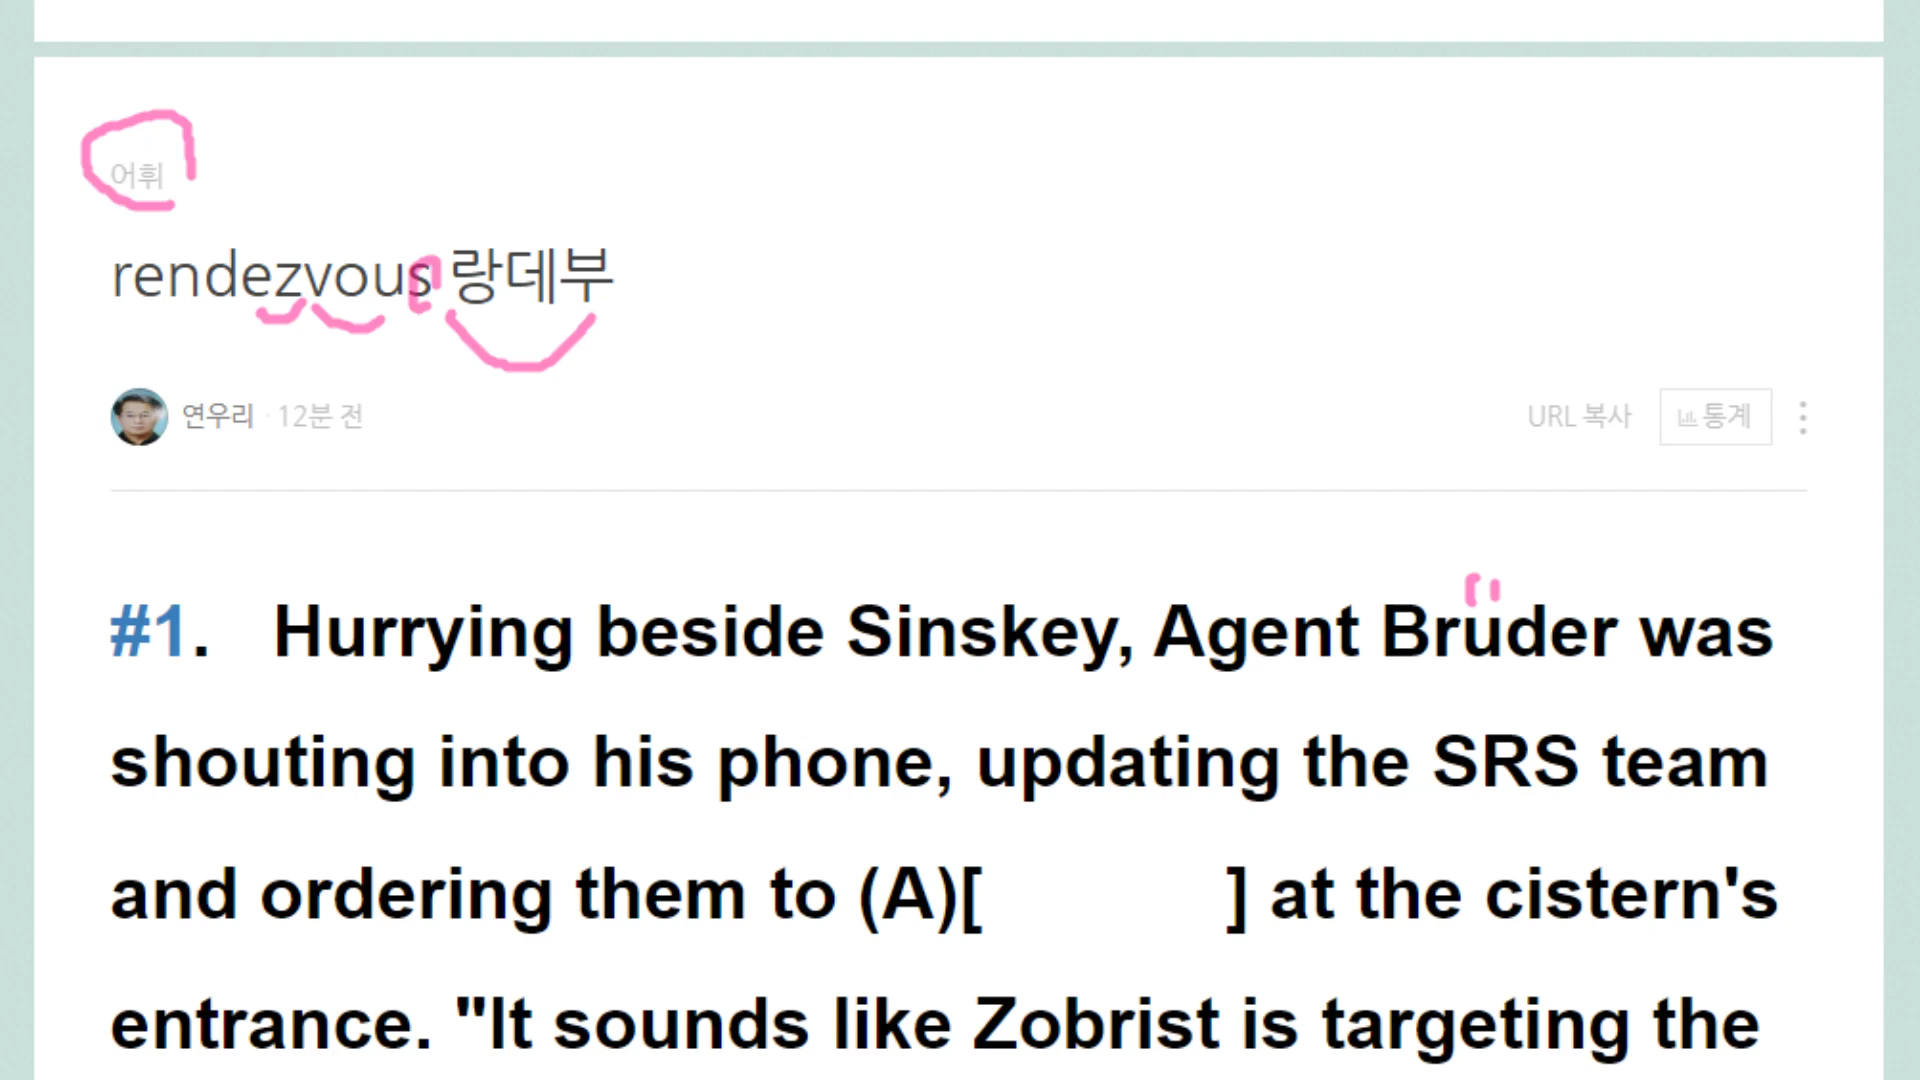 어휘
rendezvous 랑데부
연우리 · 12분 전 URL 복사 통계
#1. Hurrying beside Sinskey, Agent Bruder was
shouting into his phone, updating the SRS team
and ordering them to (A)[ ] at the cistern's
entrance. "It sounds like Zobrist is targeting the